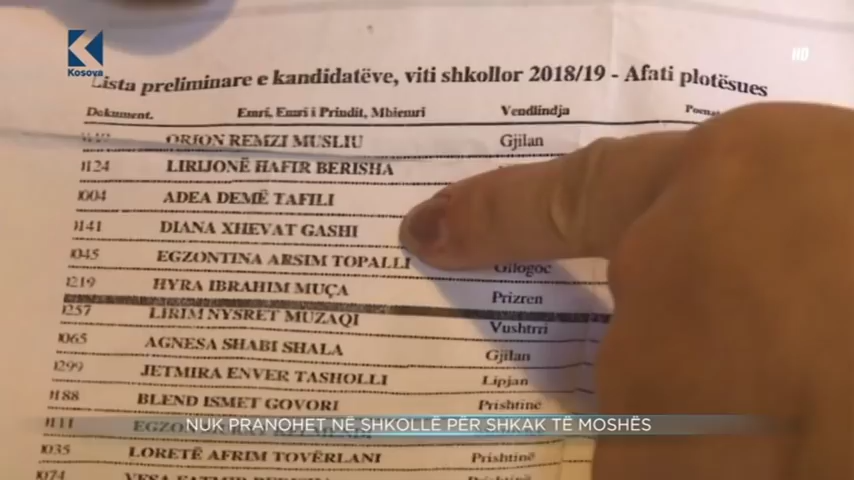 Kosova
HD
Lista preliminare e kandidatëve, viti shkollor 2018/19 - Afati plotësues
Dokument. Emri, Emri i Prindit, Mbiemri Vendlindja
ORION REMZI MUSLIU Gjilan
1124 LIRIJONË HAFIR BERISHA
1004 ADEA DEMË TAFILI
1141 DIANA XHEVAT GASHI
1045 EGZONTINA ARSIM TOPALLI Gllogoc
1219 HYRA IBRAHIM MUÇA Prizren
1257 LIRIM NYSRET MUZAQI Vushtrri
1065 AGNESA SHABI SHALA Gjilan
1299 JETMIRA ENVER TASHOLLI Lipjan
1188 BLEND ISMET GOVORI Prishtinë
NUK PRANOHET NË SHKOLLË PËR SHKAK TË MOSHËS
1111
1035 LORETË AFRIM TOVËRLANI Prishtinë
1074